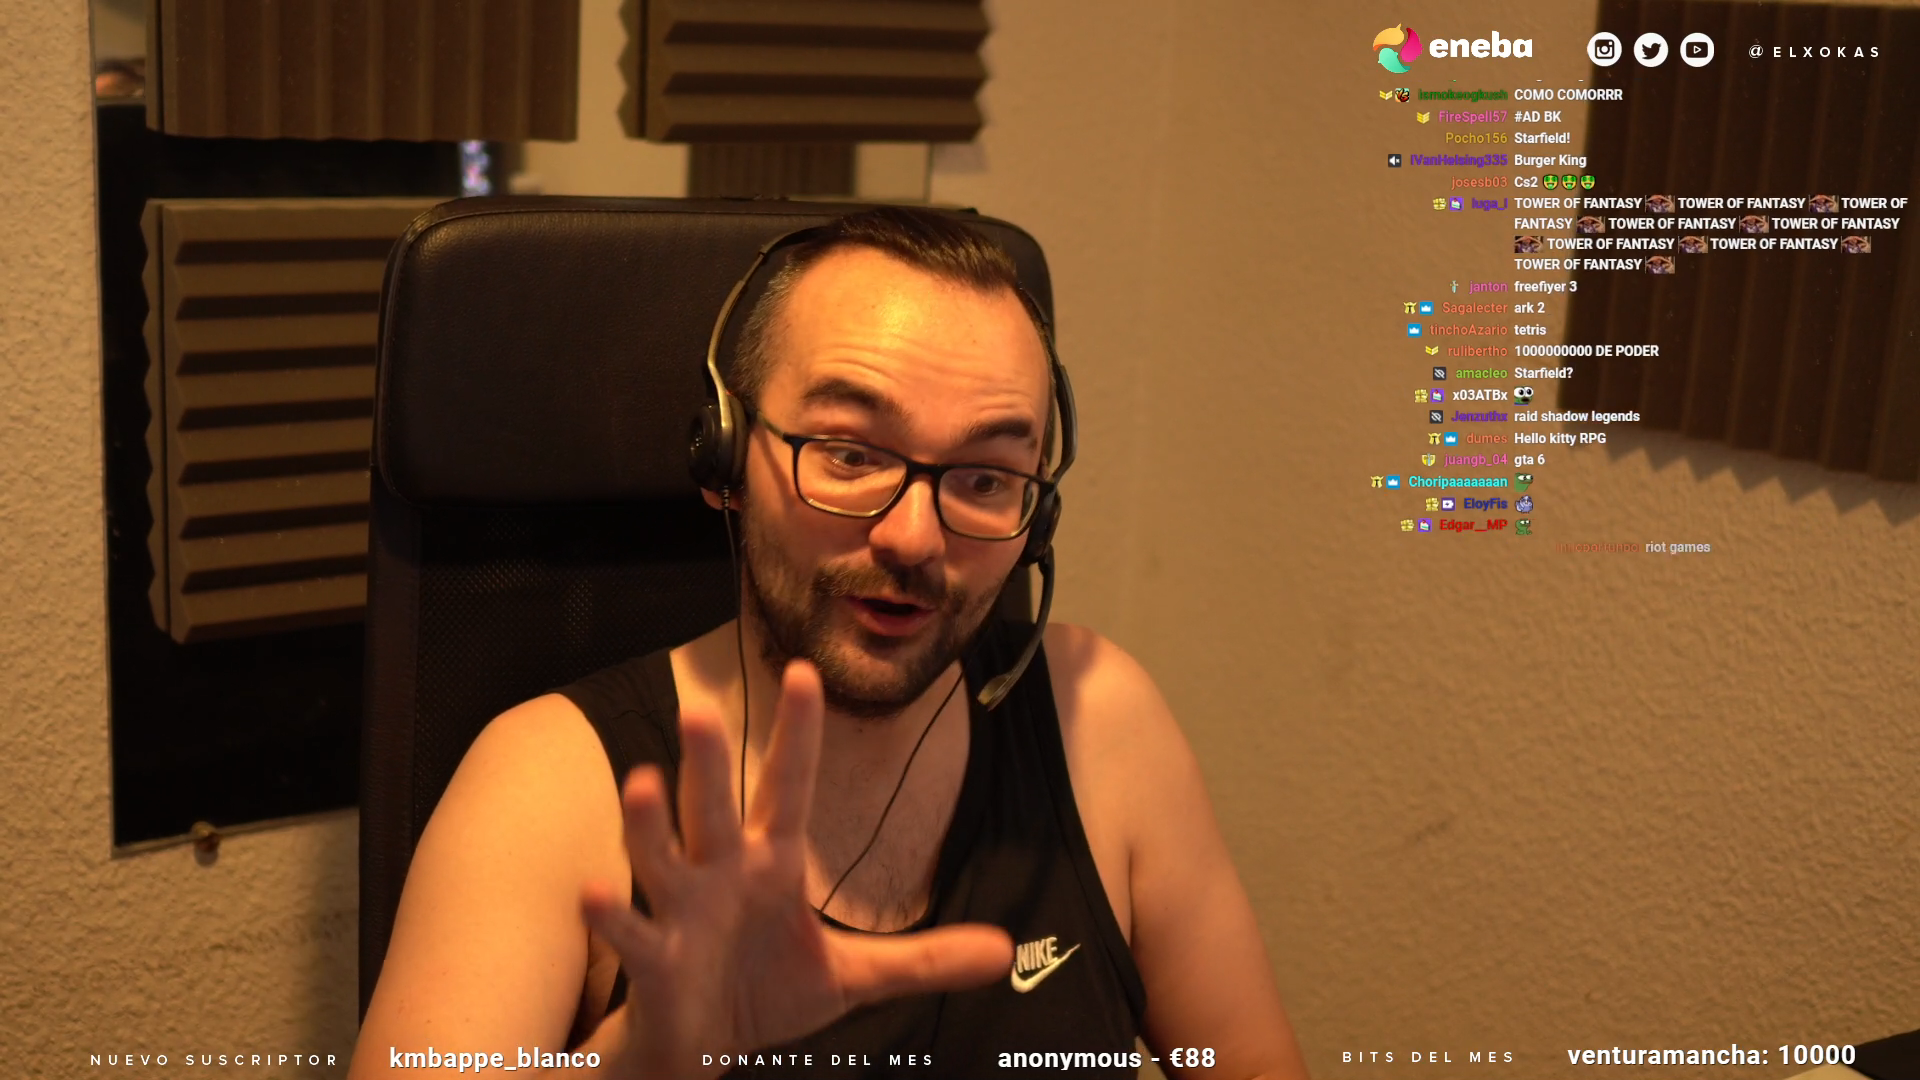 eneba
@ELXOKAS
ismokeogkush COMO COMORRR
FireSpell57 #AD BK
Pocho156 Starfield!
IVanHelsing335 Burger King
josesb03 Cs2
luga_l TOWER OF FANTASY TOWER OF FANTASY TOWER OF
FANTASY TOWER OF FANTASY TOWER OF FANTASY
TOWER OF FANTASY TOWER OF FANTASY
TOWER OF FANTASY
janton freefiyer 3
Sagalecter ark 2
tinchoAzario tetris
rulibertho 1000000000 DE PODER
amacleo Starfield?
x03ATBx
Jenzuthx raid shadow legends
dumes Hello kitty RPG
juangb_04 gta 6
Choripaaaaaaan
EloyFis
Edgar__MP
riot games
NIKE
NUEVO SUSCRIPTOR kmbappe_blanco DONANTE DEL MES anonymous - €88 BITS DEL MES venturamancha: 10000